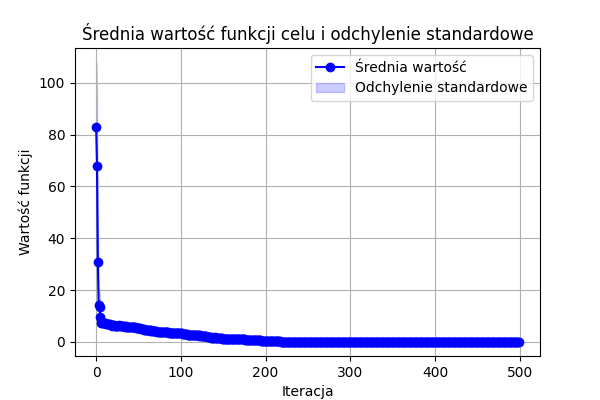 Średnia wartość funkcji celu i odchylenie standardowe
Średnia wartość
Odchylenie standardowe
Wartość funkcji
100
80
60
40
20
0
0 100 200 300 400 500
Iteracja